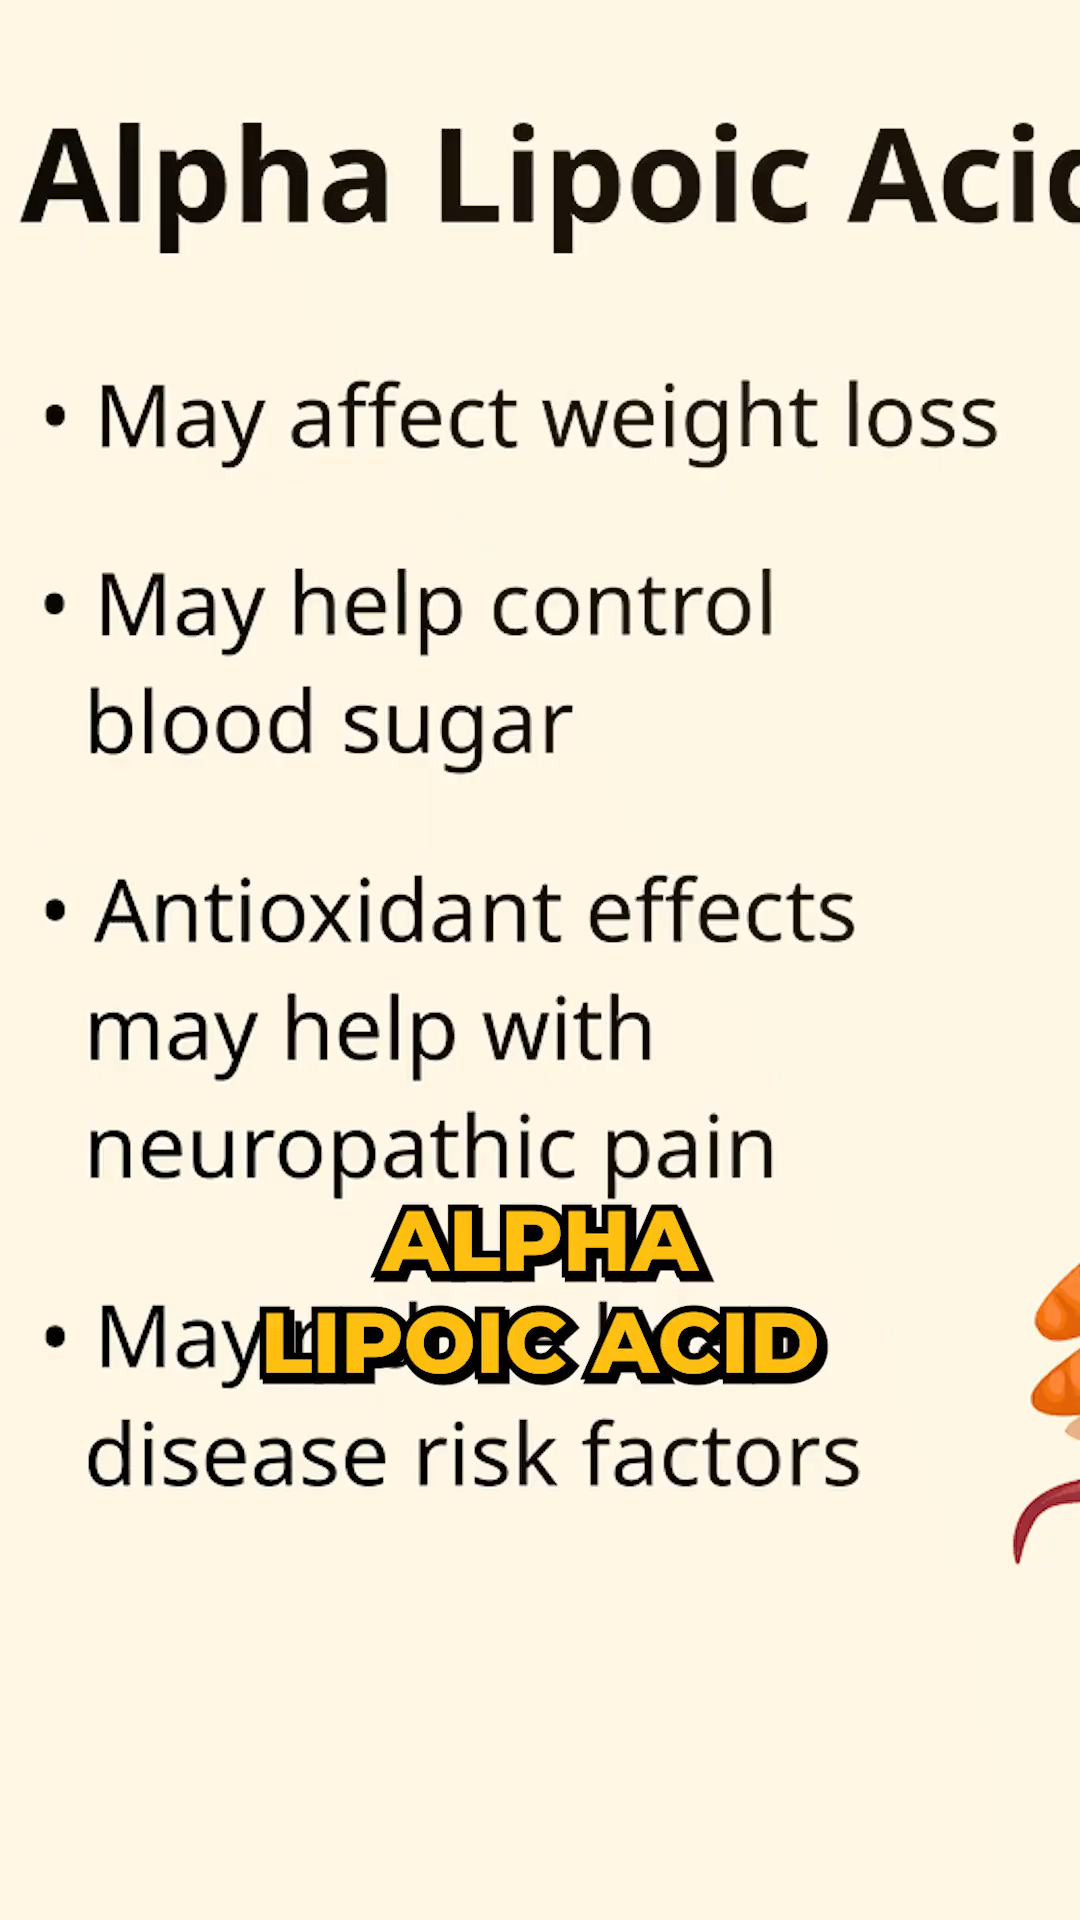 Alpha Lipoic Acid
• May affect weight loss
• May help control
blood sugar
• Antioxidant effects
may help with
neuropathic pain
ALPHA
• May
LIPOIC ACID
disease risk factors